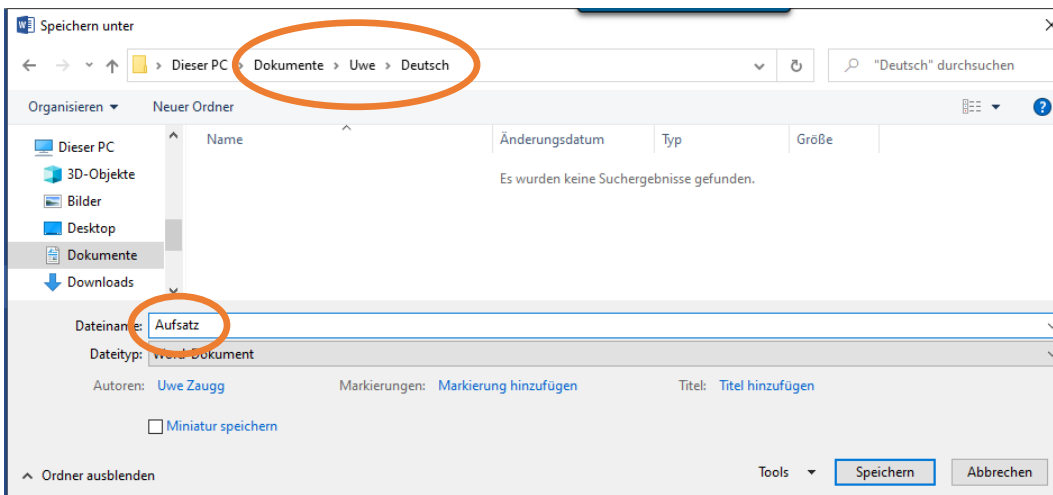 Speichern unter
Dieser PC › Dokumente › Uwe › Deutsch "Deutsch" durchsuchen
Organisieren Neuer Ordner
Name Änderungsdatum Typ Größe
Es wurden keine Suchergebnisse gefunden.
Dieser PC
3D-Objekte
Bilder
Desktop
Dokumente
Downloads
Dateiname: Aufsatz
Dateityp: Word-Dokument
Autoren: Uwe Zaugg Markierungen: Markierung hinzufügen Titel: Titel hinzufügen
Miniatur speichern
Ordner ausblenden Tools Speichern Abbrechen